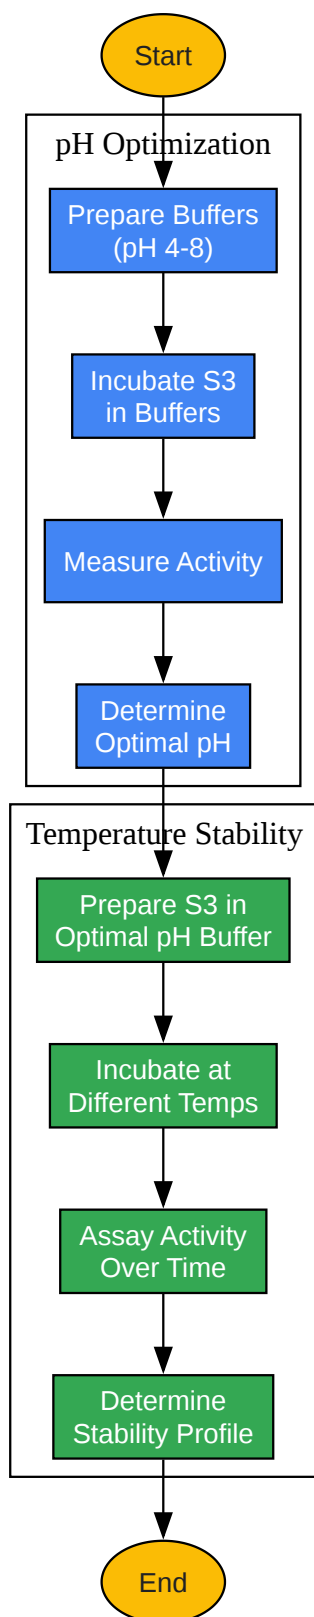 Start
pH Optimization
Prepare Buffers
(pH 4-8)
Incubate S3
in Buffers
Measure Activity
Determine
Optimal pH
Temperature Stability
Prepare S3 in
Optimal pH Buffer
Incubate at
Different Temps
Assay Activity
Over Time
Determine
Stability Profile
End